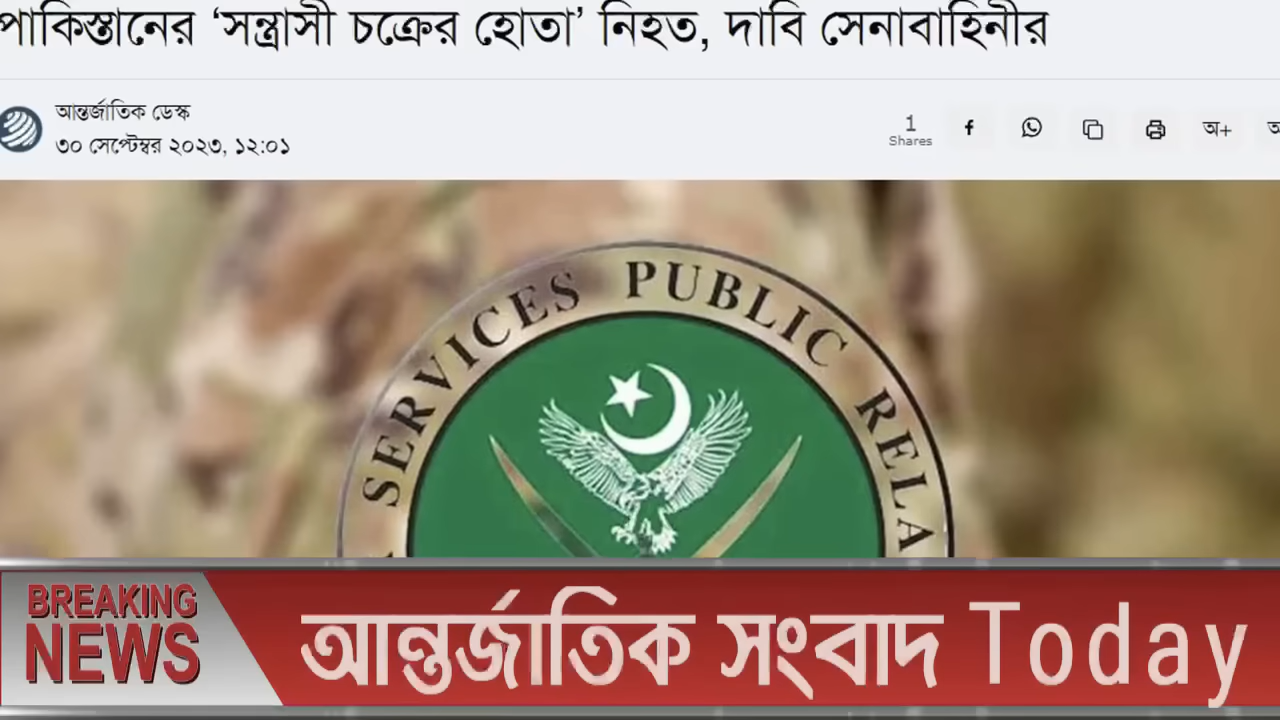 পাকিস্তানের ‘সন্ত্রাসী চক্রের হোতা’ নিহত, দাবি সেনাবাহিনীর
আন্তর্জাতিক ডেস্ক
৩০ সেপ্টেম্বর ২০২৩, ১২:০১
1
Shares
অ+
SERVICES PUBLIC RELA
BREAKING
NEWS
আন্তর্জাতিক সংবাদ Today